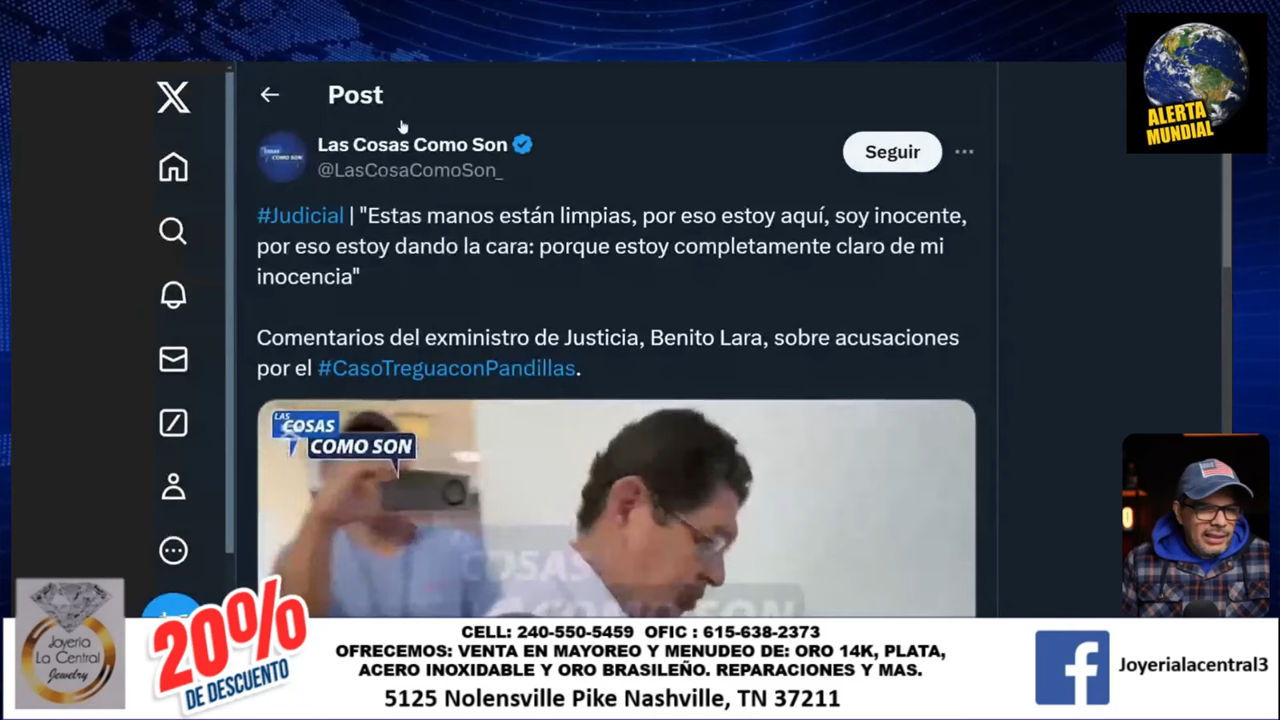 Post
ALERTA
MUNDIAL
Las Cosas Como Son
@LasCosaComoSon_
Seguir
#Judicial | "Estas manos están limpias, por eso estoy aquí, soy inocente,
por eso estoy dando la cara: porque estoy completamente claro de mi
inocencia"
Comentarios del exministro de Justicia, Benito Lara, sobre acusaciones
por el #CasoTreguaconPandillas.
LAS
COSAS
COMO SON
COSAS
COMO SON
Joyeria
La Central
Jewelry
20%
DE DESCUENTO
CELL: 240-550-5459 OFIC : 615-638-2373
OFRECEMOS: VENTA EN MAYOREO Y MENUDEO DE: ORO 14K, PLATA,
ACERO INOXIDABLE Y ORO BRASILEÑO. REPARACIONES Y MAS.
5125 Nolensville Pike Nashville, TN 37211
Joyerialacentral3